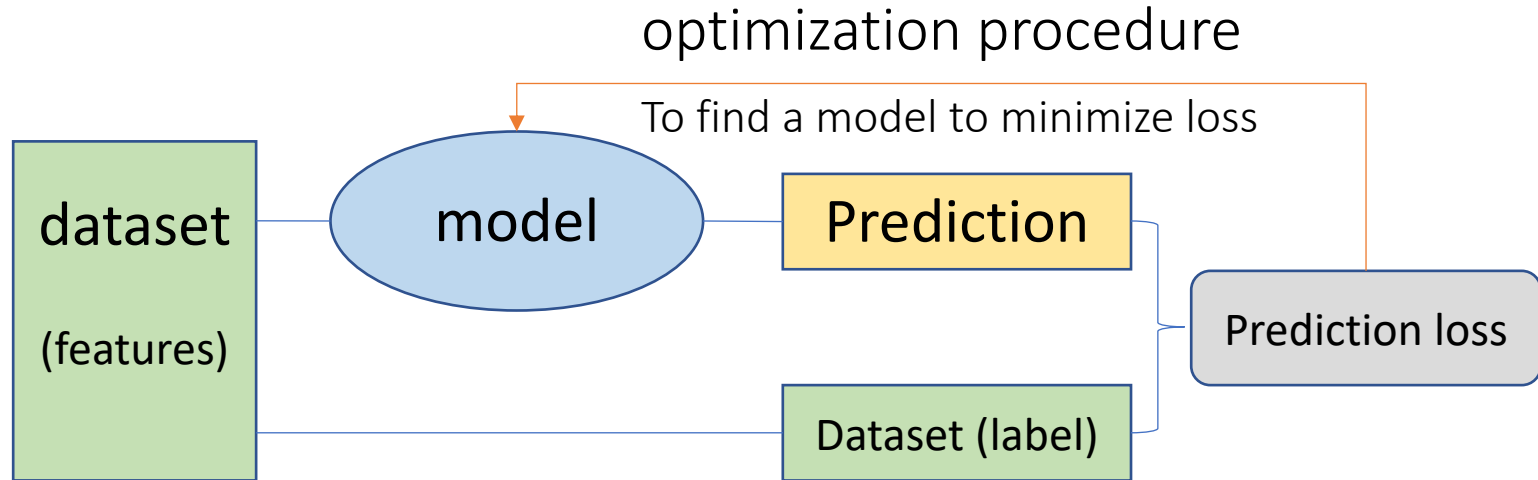 optimization procedure
To find a model to minimize loss
dataset
(features)
model
Prediction
Dataset (label)
Prediction loss